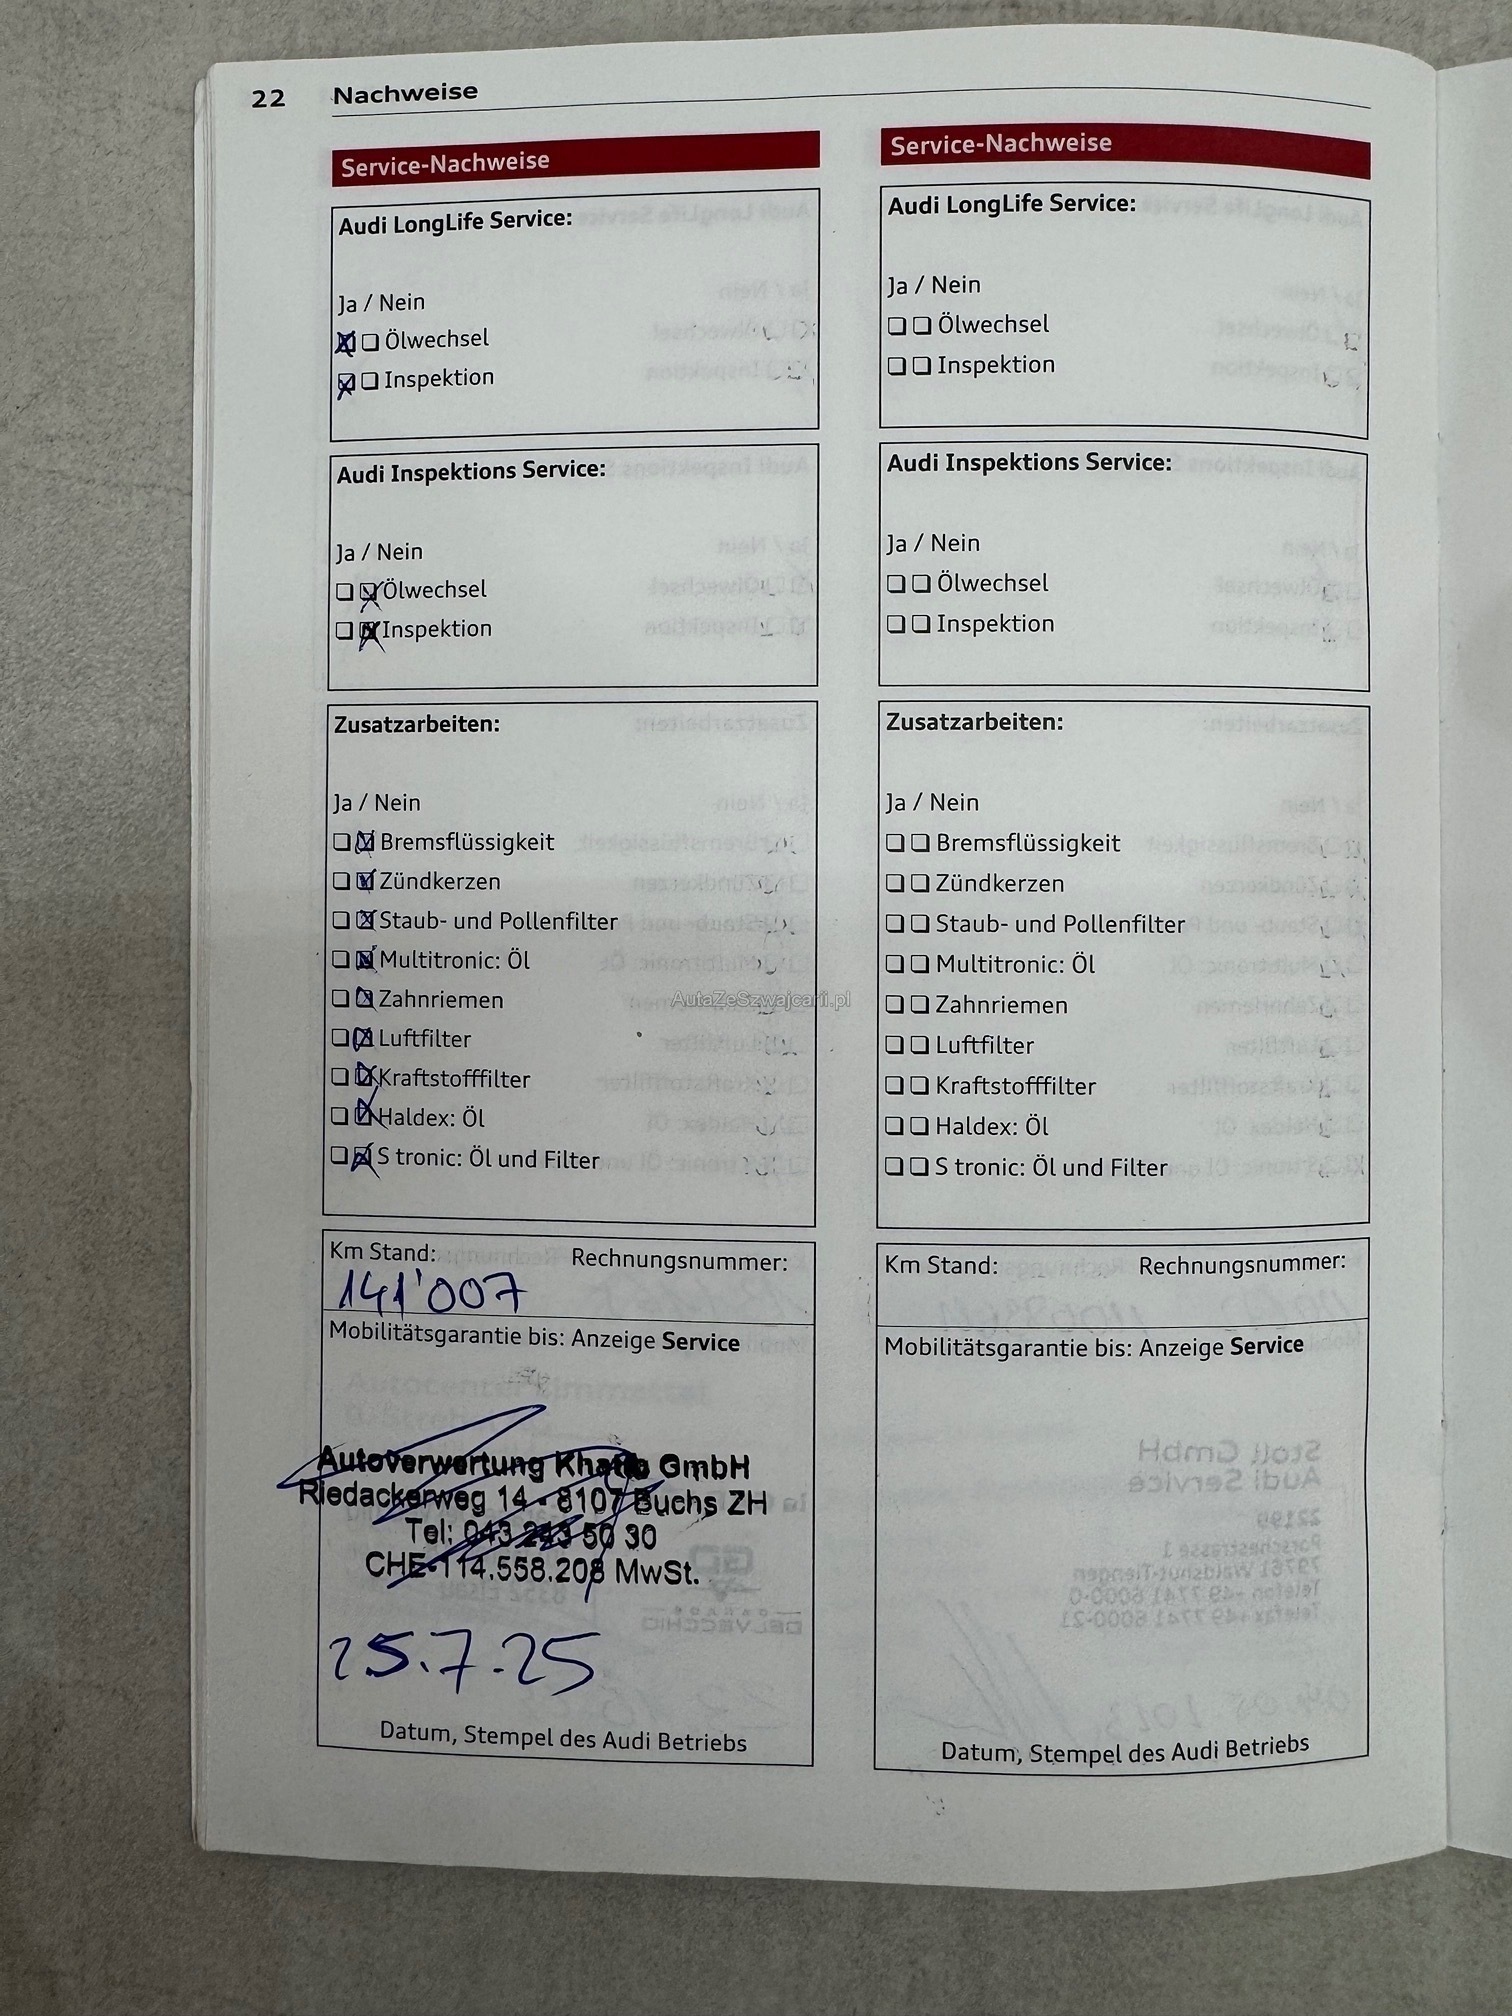 22 Nachweise
Service-Nachweise
Audi LongLife Service:
Ja / Nein
Ölwechsel
Inspektion
Audi Inspektions Service:
Ja / Nein
Ölwechsel
Inspektion
Zusatzarbeiten:
Ja / Nein
Bremsflüssigkeit
Zündkerzen
Staub- und Pollenfilter
Multitronic: Öl
Zahnriemen
Luftfilter
Kraftstofffilter
Haldex: Öl
S tronic: Öl und Filter
Km Stand: Rechnungsnummer:
141'007
Mobilitätsgarantie bis: Anzeige Service
Autoverwertung GmbH
Riedackerweg 14 - 8107 Buchs ZH
Tel: 043 243 50 30
CHE-114.558.208 MwSt.
25.7.25
Datum, Stempel des Audi Betriebs
Service-Nachweise
Audi LongLife Service:
Ja / Nein
Ölwechsel
Inspektion
Audi Inspektions Service:
Ja / Nein
Ölwechsel
Inspektion
Zusatzarbeiten:
Ja / Nein
Bremsflüssigkeit
Zündkerzen
Staub- und Pollenfilter
Multitronic: Öl
Zahnriemen
Luftfilter
Kraftstofffilter
Haldex: Öl
S tronic: Öl und Filter
Km Stand: Rechnungsnummer:
Mobilitätsgarantie bis: Anzeige Service
Datum, Stempel des Audi Betriebs
AutaZeSzwajcarii.pl